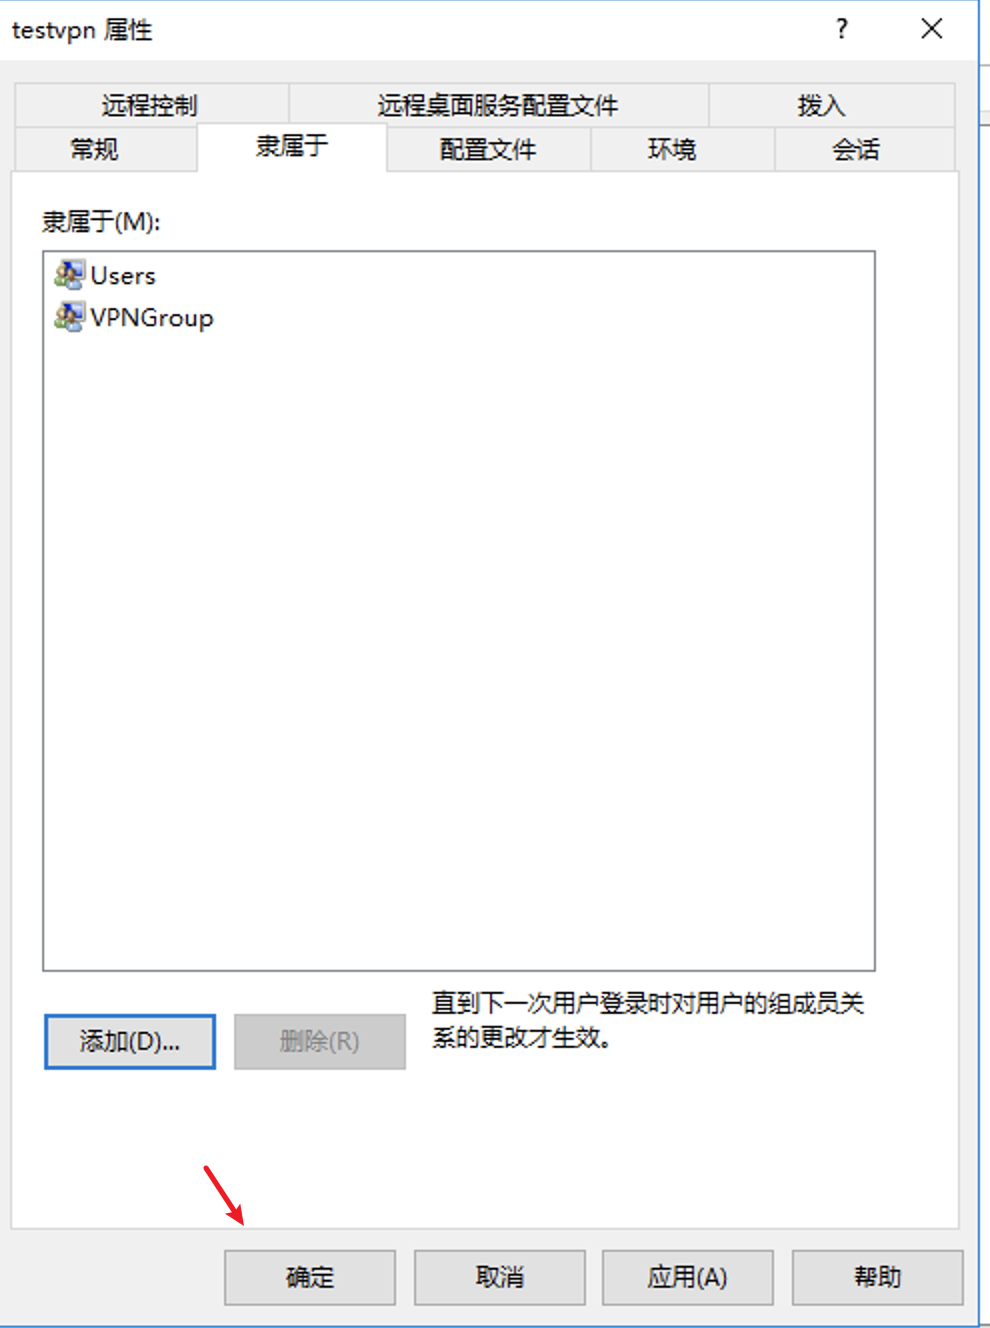 testvpn 属性
?
远程控制 远程桌面服务配置文件 拨入
常规 隶属于 配置文件 环境 会话
隶属于(M):
Users
VPNGroup
添加(D)... 删除(R)
直到下一次用户登录时对用户的组成员关
系的更改才生效。
确定 取消 应用(A) 帮助